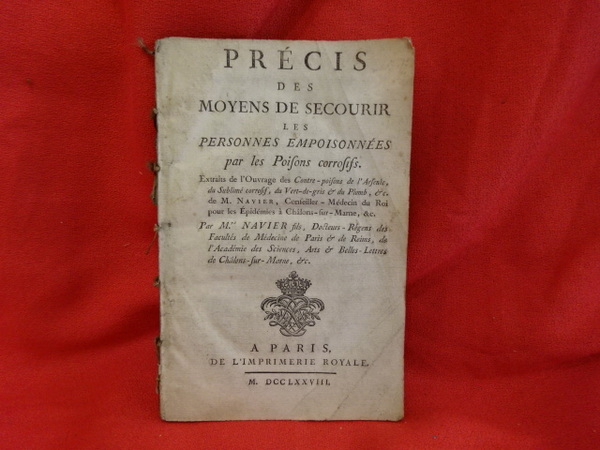 PRÉCIS
DES
MOYENS DE SECOURIR
LES
PERSONNES EMPOISONNÉES
par les Poisons corrosifs.
Extraits de l'Ouvrage des Contre-poisons de l'Arsenic,
du Sublimé corrosif, du Vert-de-gris & du Plomb, &c.
de M. NAVIER, Conseiller-Médecin du Roi
pour les Épidémies à Châlons-sur-Marne, &c.
Par M.rs NAVIER fils, Docteurs-Régens des
Facultés de Médecine de Paris & de Reims, de
l'Académie des Sciences, Arts & Belles-Lettres
de Châlons-sur-Marne, &c.
A PARIS,
DE L'IMPRIMERIE ROYALE.
M. DCCLXXVIII.